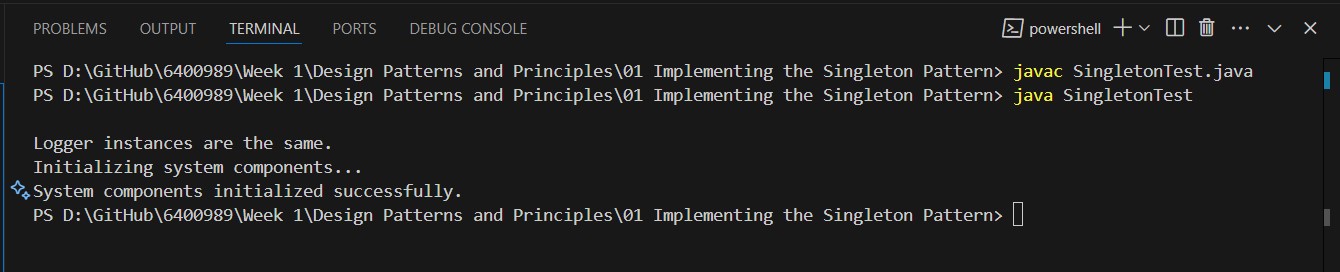 PROBLEMS OUTPUT TERMINAL PORTS DEBUG CONSOLE powershell
PS D:\GitHub\6400989\Week 1\Design Patterns and Principles\01 Implementing the Singleton Pattern> javac SingletonTest.java
PS D:\GitHub\6400989\Week 1\Design Patterns and Principles\01 Implementing the Singleton Pattern> java SingletonTest
Logger instances are the same.
Initializing system components...
System components initialized successfully.
PS D:\GitHub\6400989\Week 1\Design Patterns and Principles\01 Implementing the Singleton Pattern>